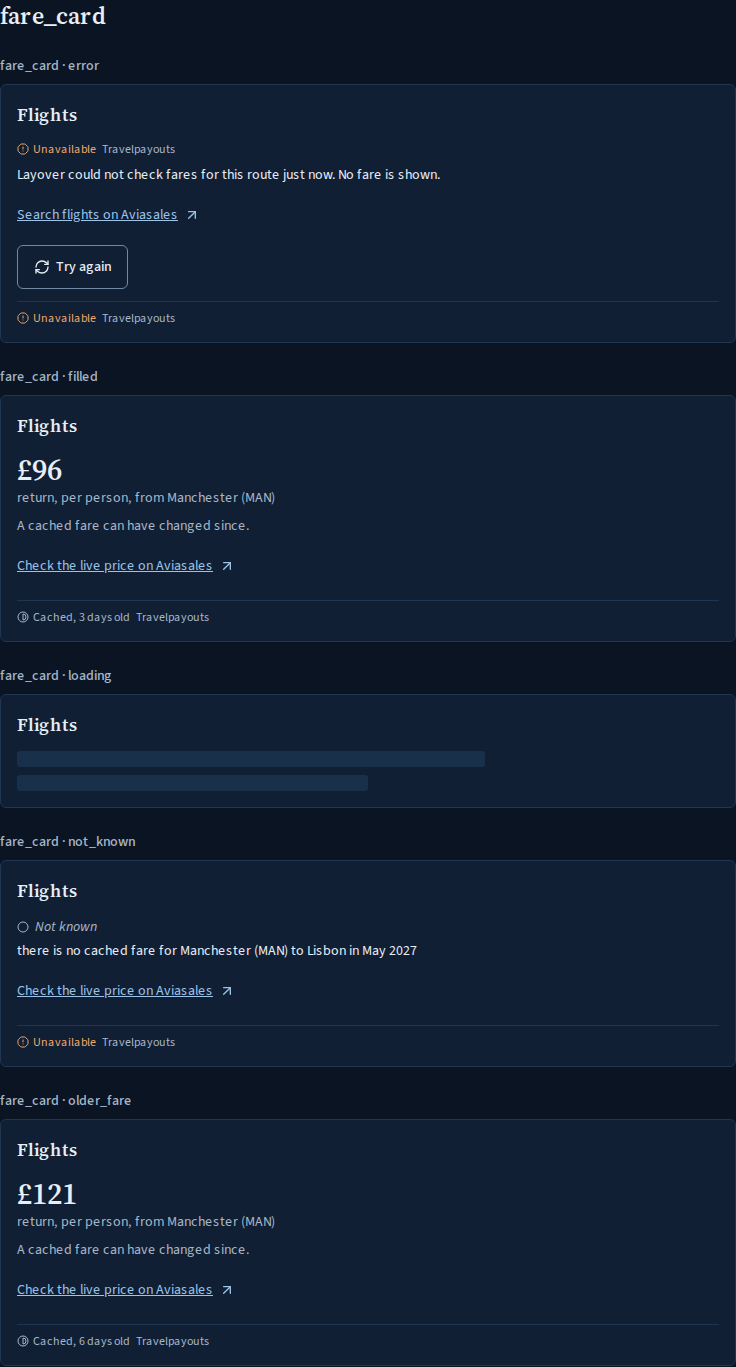 fare_card
fare_card · error
Flights
Unavailable Travelpayouts
Layover could not check fares for this route just now. No fare is shown.
Search flights on Aviasales
Try again
Unavailable Travelpayouts
fare_card · filled
Flights
£96
return, per person, from Manchester (MAN)
A cached fare can have changed since.
Check the live price on Aviasales
Cached, 3 days old Travelpayouts
fare_card · loading
Flights
fare_card · not_known
Flights
Not known
there is no cached fare for Manchester (MAN) to Lisbon in May 2027
Check the live price on Aviasales
Unavailable Travelpayouts
fare_card · older_fare
Flights
£121
return, per person, from Manchester (MAN)
A cached fare can have changed since.
Check the live price on Aviasales
Cached, 6 days old Travelpayouts